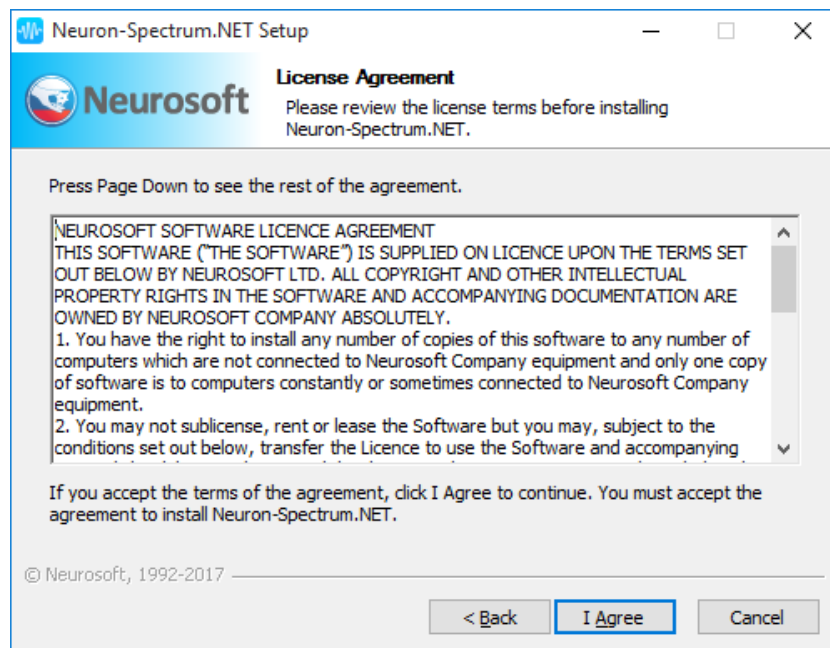 Neuron-Spectrum.NET Setup
Neurosoft
License Agreement
Please review the license terms before installing
Neuron-Spectrum.NET.
Press Page Down to see the rest of the agreement.
NEUROSOFT SOFTWARE LICENCE AGREEMENT
THIS SOFTWARE ("THE SOFTWARE") IS SUPPLIED ON LICENCE UPON THE TERMS SET
OUT BELOW BY NEUROSOFT LTD. ALL COPYRIGHT AND OTHER INTELLECTUAL
PROPERTY RIGHTS IN THE SOFTWARE AND ACCOMPANYING DOCUMENTATION ARE
OWNED BY NEUROSOFT COMPANY ABSOLUTELY.
1. You have the right to install any number of copies of this software to any number of
computers which are not connected to Neurosoft Company equipment and only one copy
of software is to computers constantly or sometimes connected to Neurosoft Company
equipment.
2. You may not sublicense, rent or lease the Software but you may, subject to the
conditions set out below, transfer the Licence to use the Software and accompanying
If you accept the terms of the agreement, click I Agree to continue. You must accept the
agreement to install Neuron-Spectrum.NET.
© Neurosoft, 1992-2017
< Back I Agree Cancel